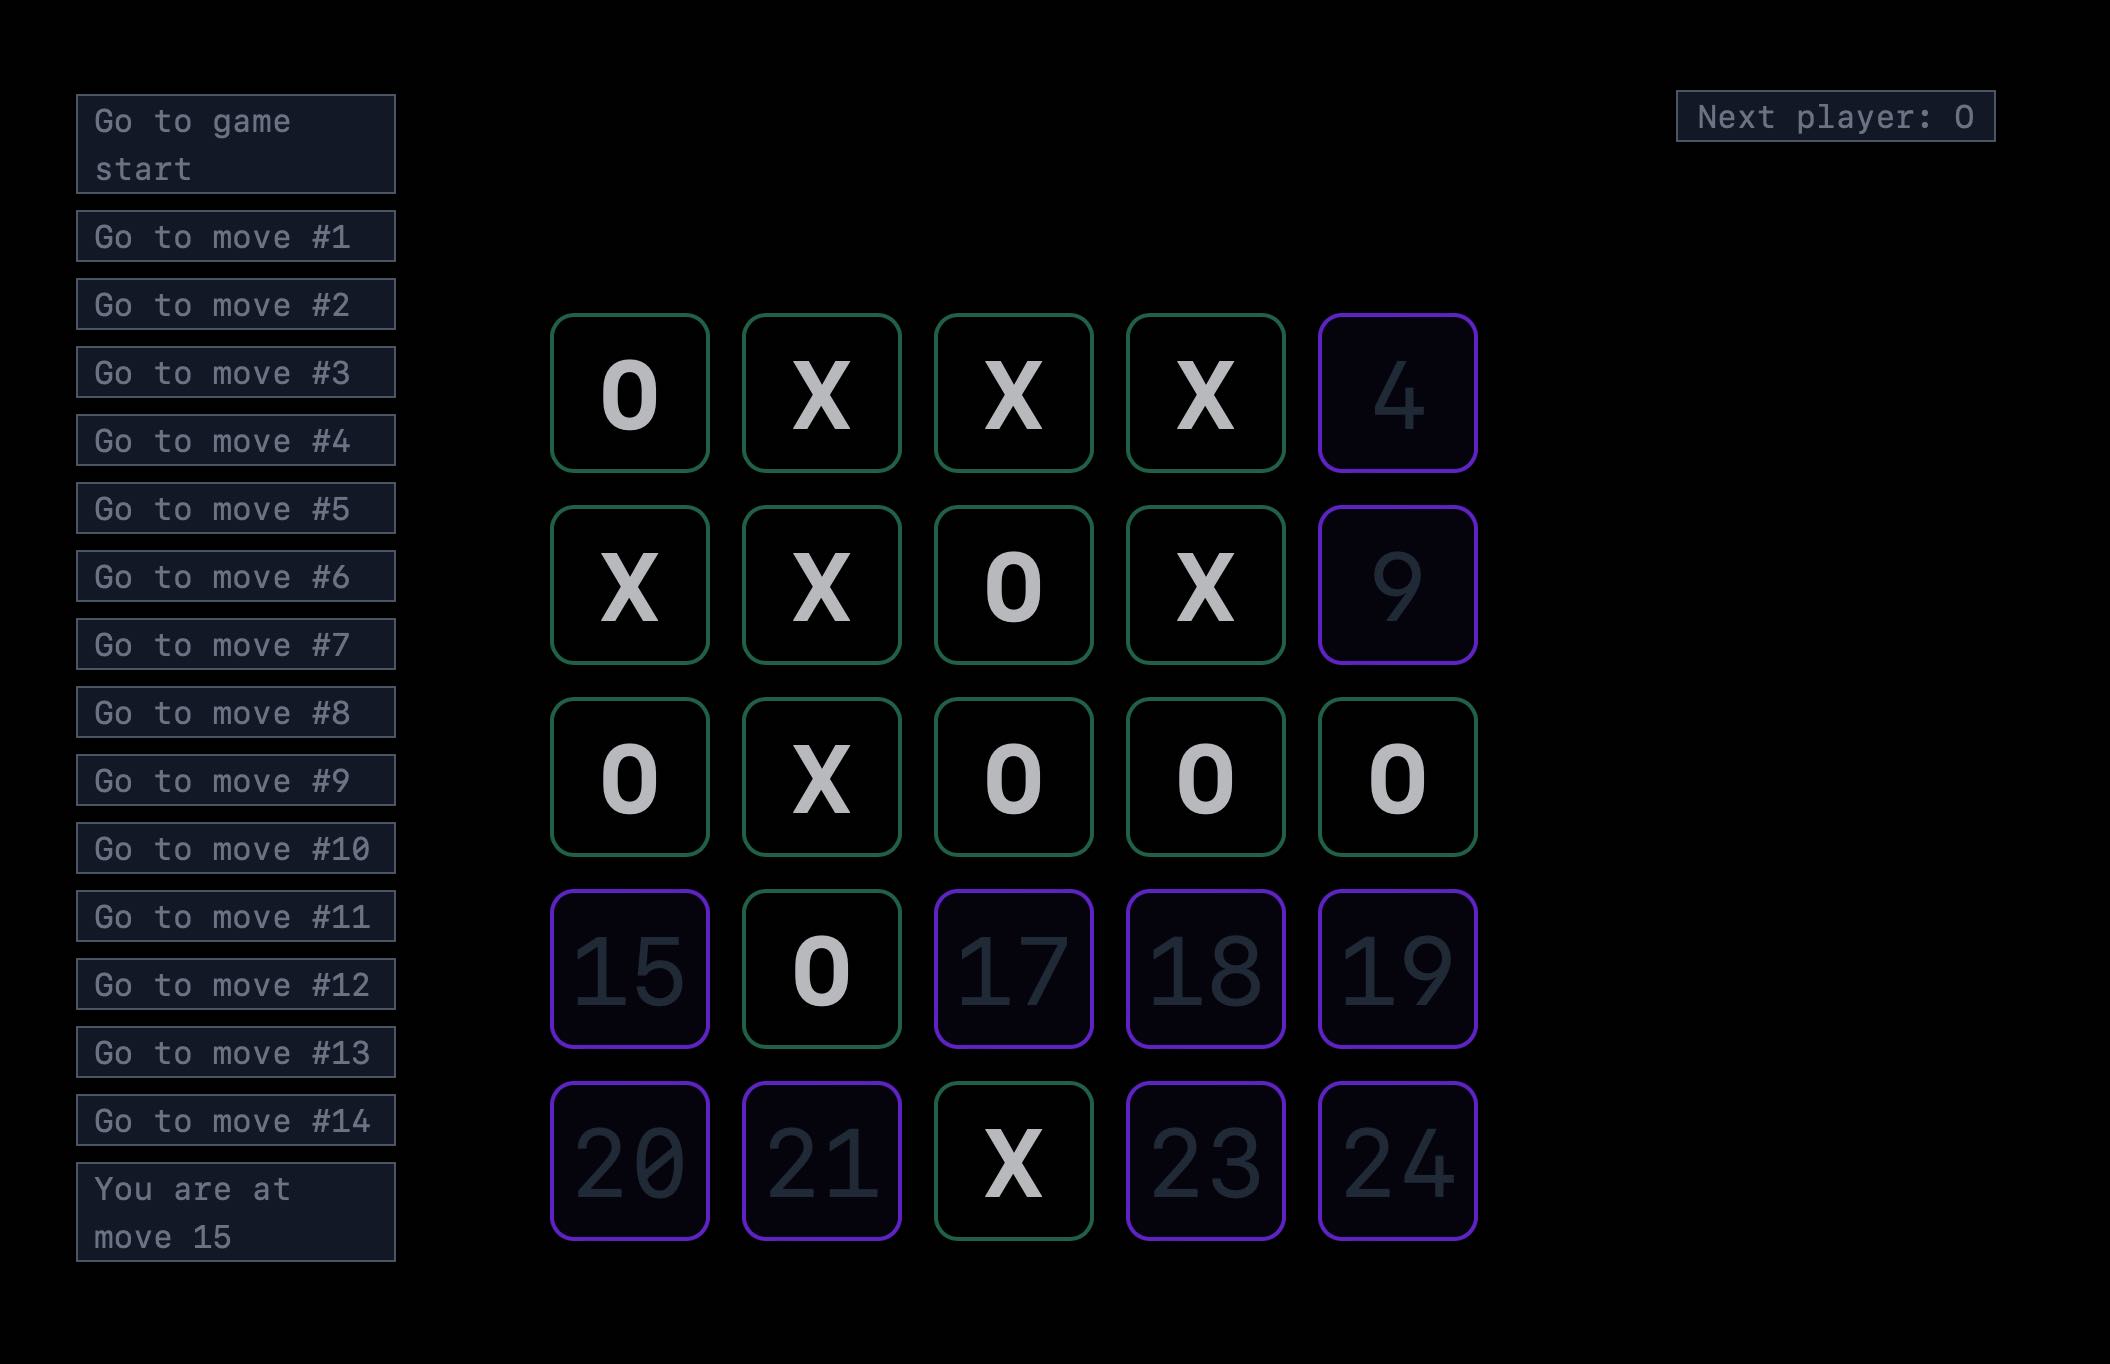 Go to game
start
Go to move #1
Go to move #2
Go to move #3
Go to move #4
Go to move #5
Go to move #6
Go to move #7
Go to move #8
Go to move #9
Go to move #10
Go to move #11
Go to move #12
Go to move #13
Go to move #14
You are at
move 15
O X X X 4
X X O X 9
O X O O O
15 O 17 18 19
20 21 X 23 24
Next player: O